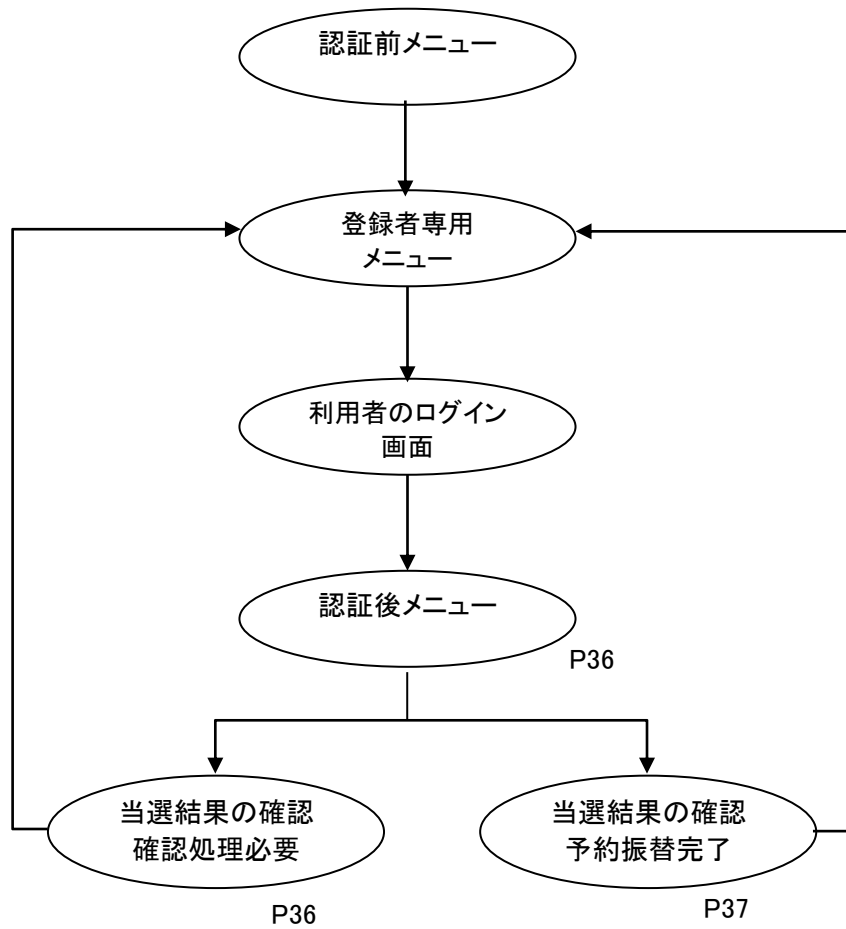 認証前メニュー
登録者専用
メニュー
利用者のログイン
画面
認証後メニュー
P36
当選結果の確認
確認処理必要
P36
当選結果の確認
予約振替完了
P37